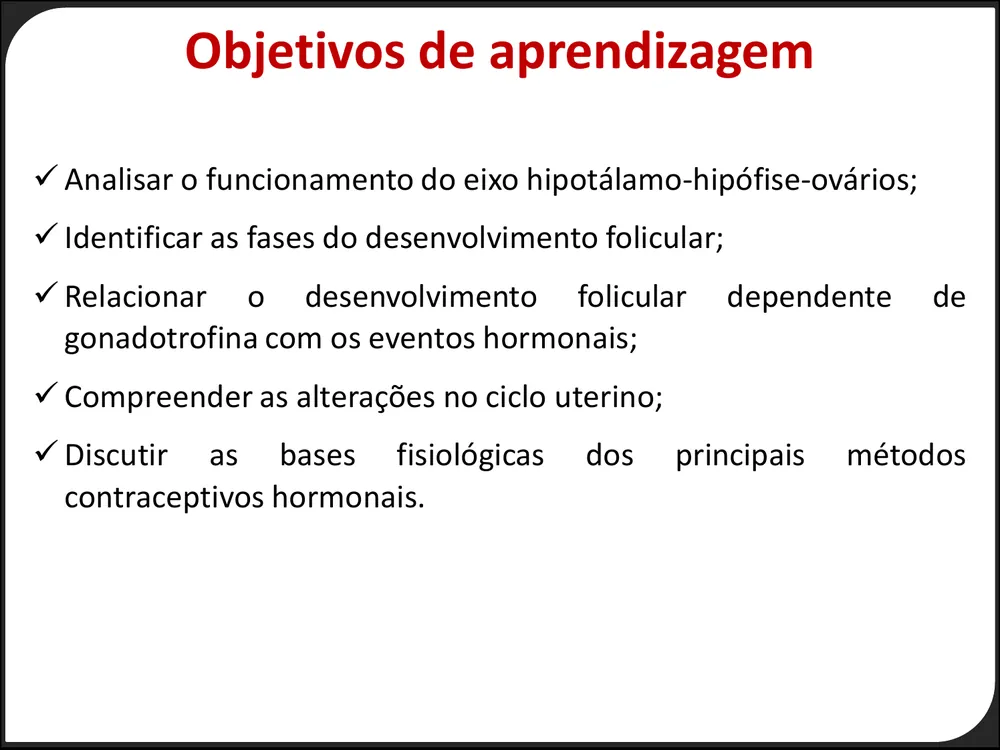 Objetivos de aprendizagem
✓ Analisar o funcionamento do eixo hipotálamo-hipófise-ovários;
✓ Identificar as fases do desenvolvimento folicular;
✓ Relacionar o desenvolvimento folicular dependente de
gonadotrofina com os eventos hormonais;
✓ Compreender as alterações no ciclo uterino;
✓ Discutir as bases fisiológicas dos principais métodos
contraceptivos hormonais.